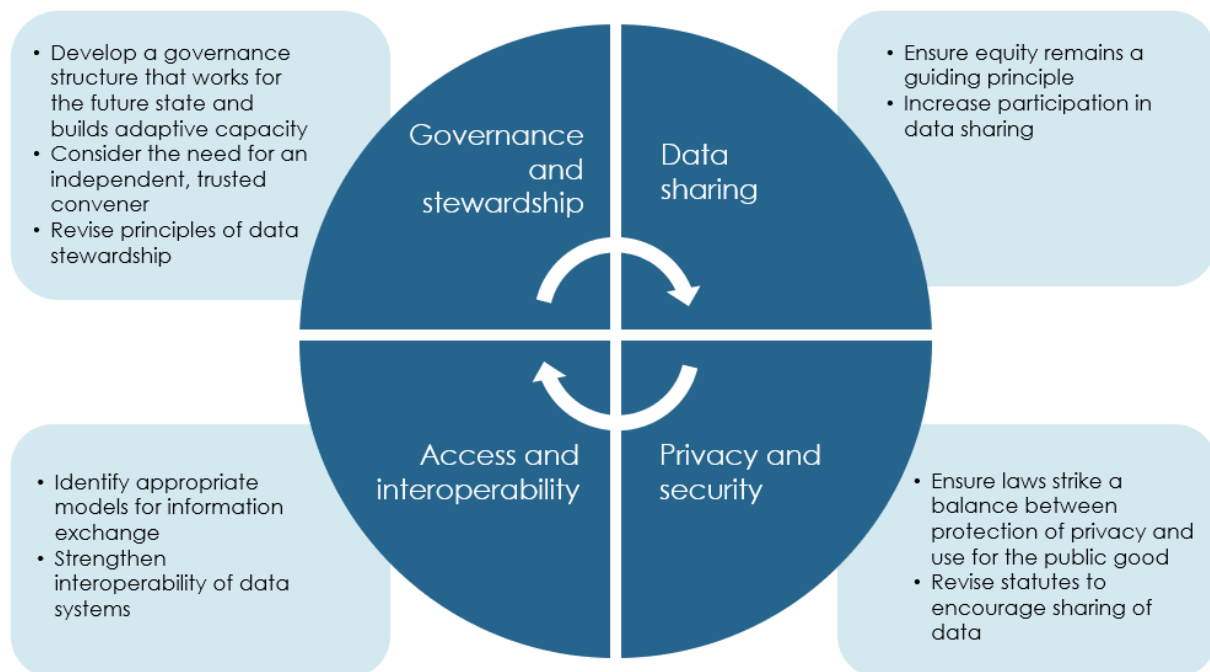 • Develop a governance
structure that works for
the future state and
builds adaptive capacity
• Consider the need for an
independent, trusted
convener
• Revise principles of data
stewardship
Governance
and
stewardship
Data
sharing
• Ensure equity remains a
guiding principle
• Increase participation in
data sharing
• Identify appropriate
models for information
exchange
• Strengthen
interoperability of data
systems
Access and
interoperability
Privacy and
security
• Ensure laws strike a
balance between
protection of privacy and
use for the public good
• Revise statutes to
encourage sharing of
data